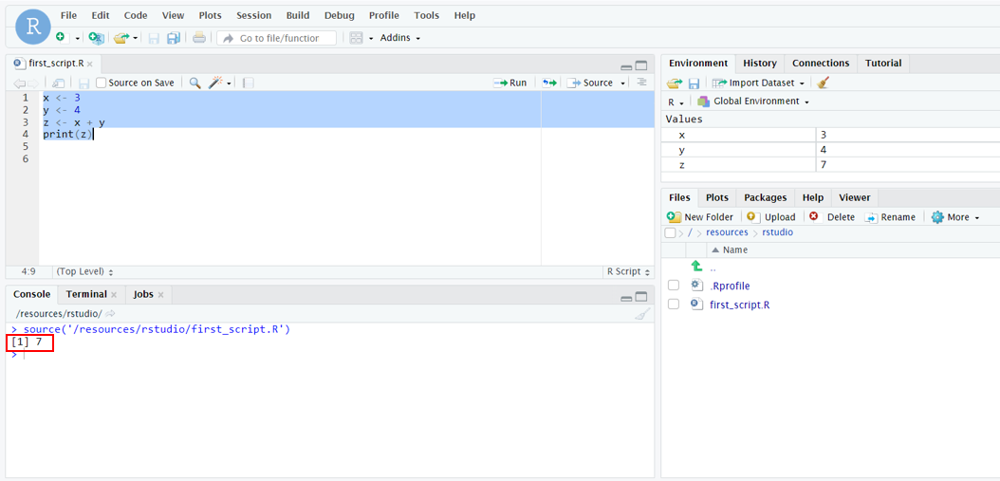 R
File Edit Code View Plots Session Build Debug Profile Tools Help
Go to file/function Addins
first_script.R
Source on Save Run Source
1 x <- 3
2 y <- 4
3 z <- x + y
4 print(z)
5
6
4:9 (Top Level) R Script
Console Terminal Jobs
/resources/rstudio/
> source('/resources/rstudio/first_script.R')
[1] 7
>
Environment History Connections Tutorial
Import Dataset
R Global Environment
Values
x 3
y 4
z 7
Files Plots Packages Help Viewer
New Folder Upload Delete Rename More
/ resources rstudio
Name
..
.Rprofile
first_script.R